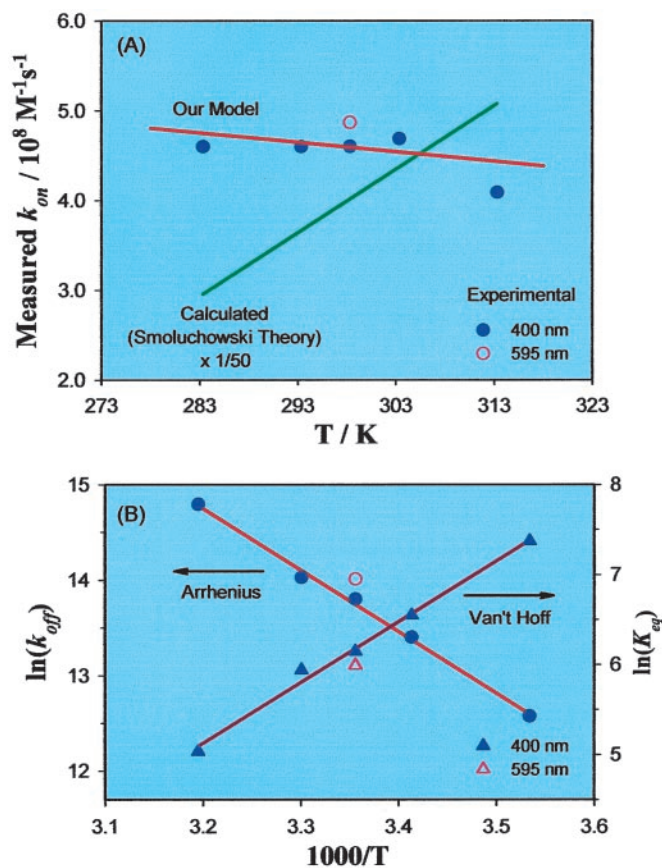 (A)
Our Model
Calculated
(Smoluchowski Theory)
x 1/50
Experimental
400 nm
595 nm
Measured k_on / 10^8 M^-1 s^-1
6.0
5.0
4.0
3.0
2.0
273
283
293
303
313
323
T / K
(B)
Arrhenius
Van't Hoff
400 nm
595 nm
ln(k_off)
15
14
13
12
ln(K_eq)
8
7
6
5
3.1
3.2
3.3
3.4
3.5
3.6
1000/T